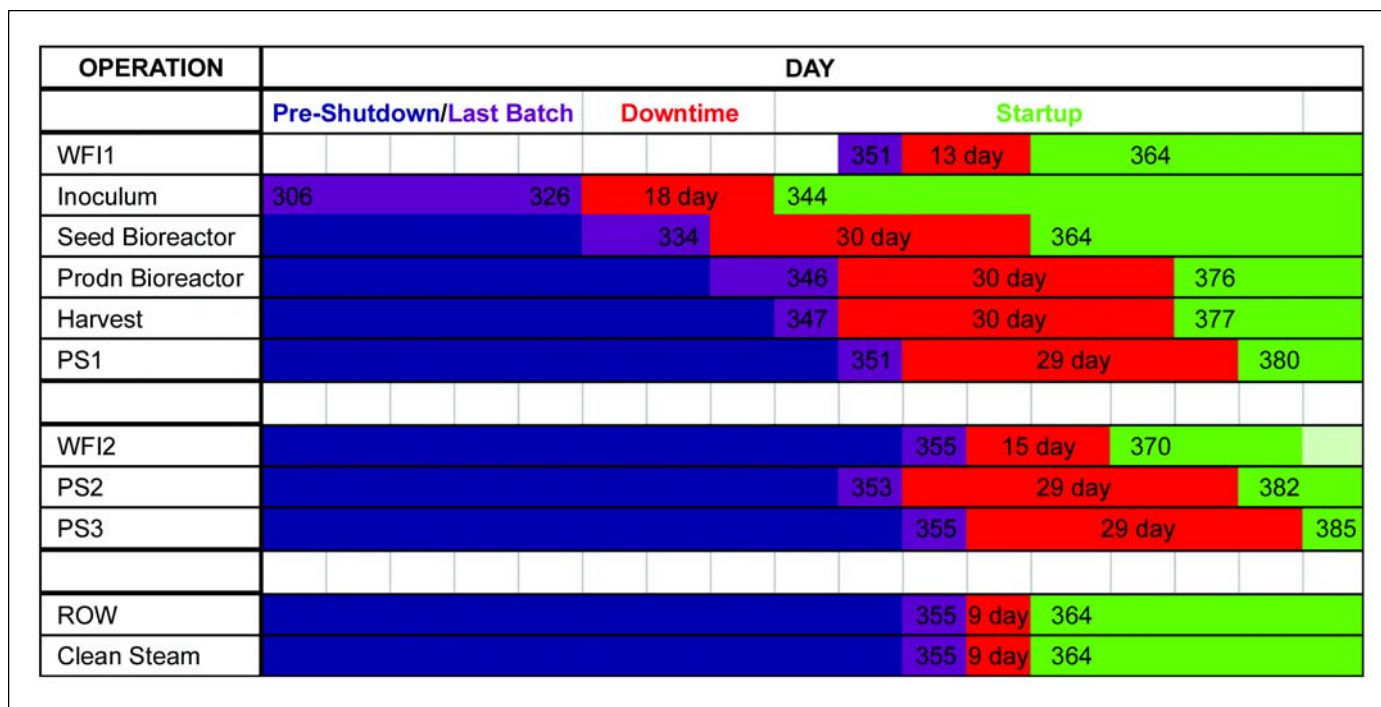 OPERATION DAY
Pre-Shutdown/Last Batch Downtime Startup
WFI1 351 13 day 364
Inoculum 306 326 18 day 344
Seed Bioreactor 334 30 day 364
Prodn Bioreactor 346 30 day 376
Harvest 347 30 day 377
PS1 351 29 day 380
WFI2 355 15 day 370
PS2 353 29 day 382
PS3 355 29 day 385
ROW 355 9 day 364
Clean Steam 355 9 day 364